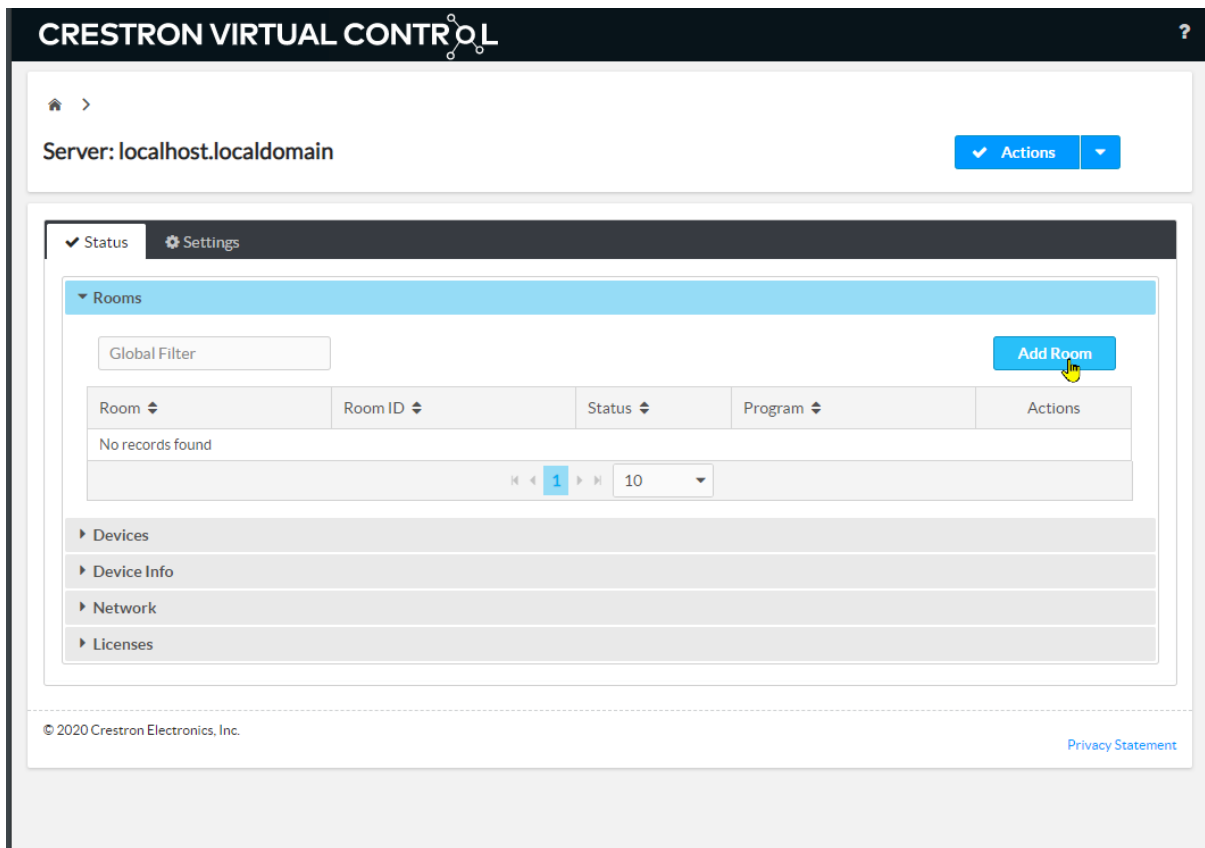 CRESTRON VIRTUAL CONTROL
?
Server: localhost.localdomain
Actions
Status
Settings
Rooms
Global Filter
Add Room
Room
Room ID
Status
Program
Actions
No records found
1
10
Devices
Device Info
Network
Licenses
© 2020 Crestron Electronics, Inc.
Privacy Statement